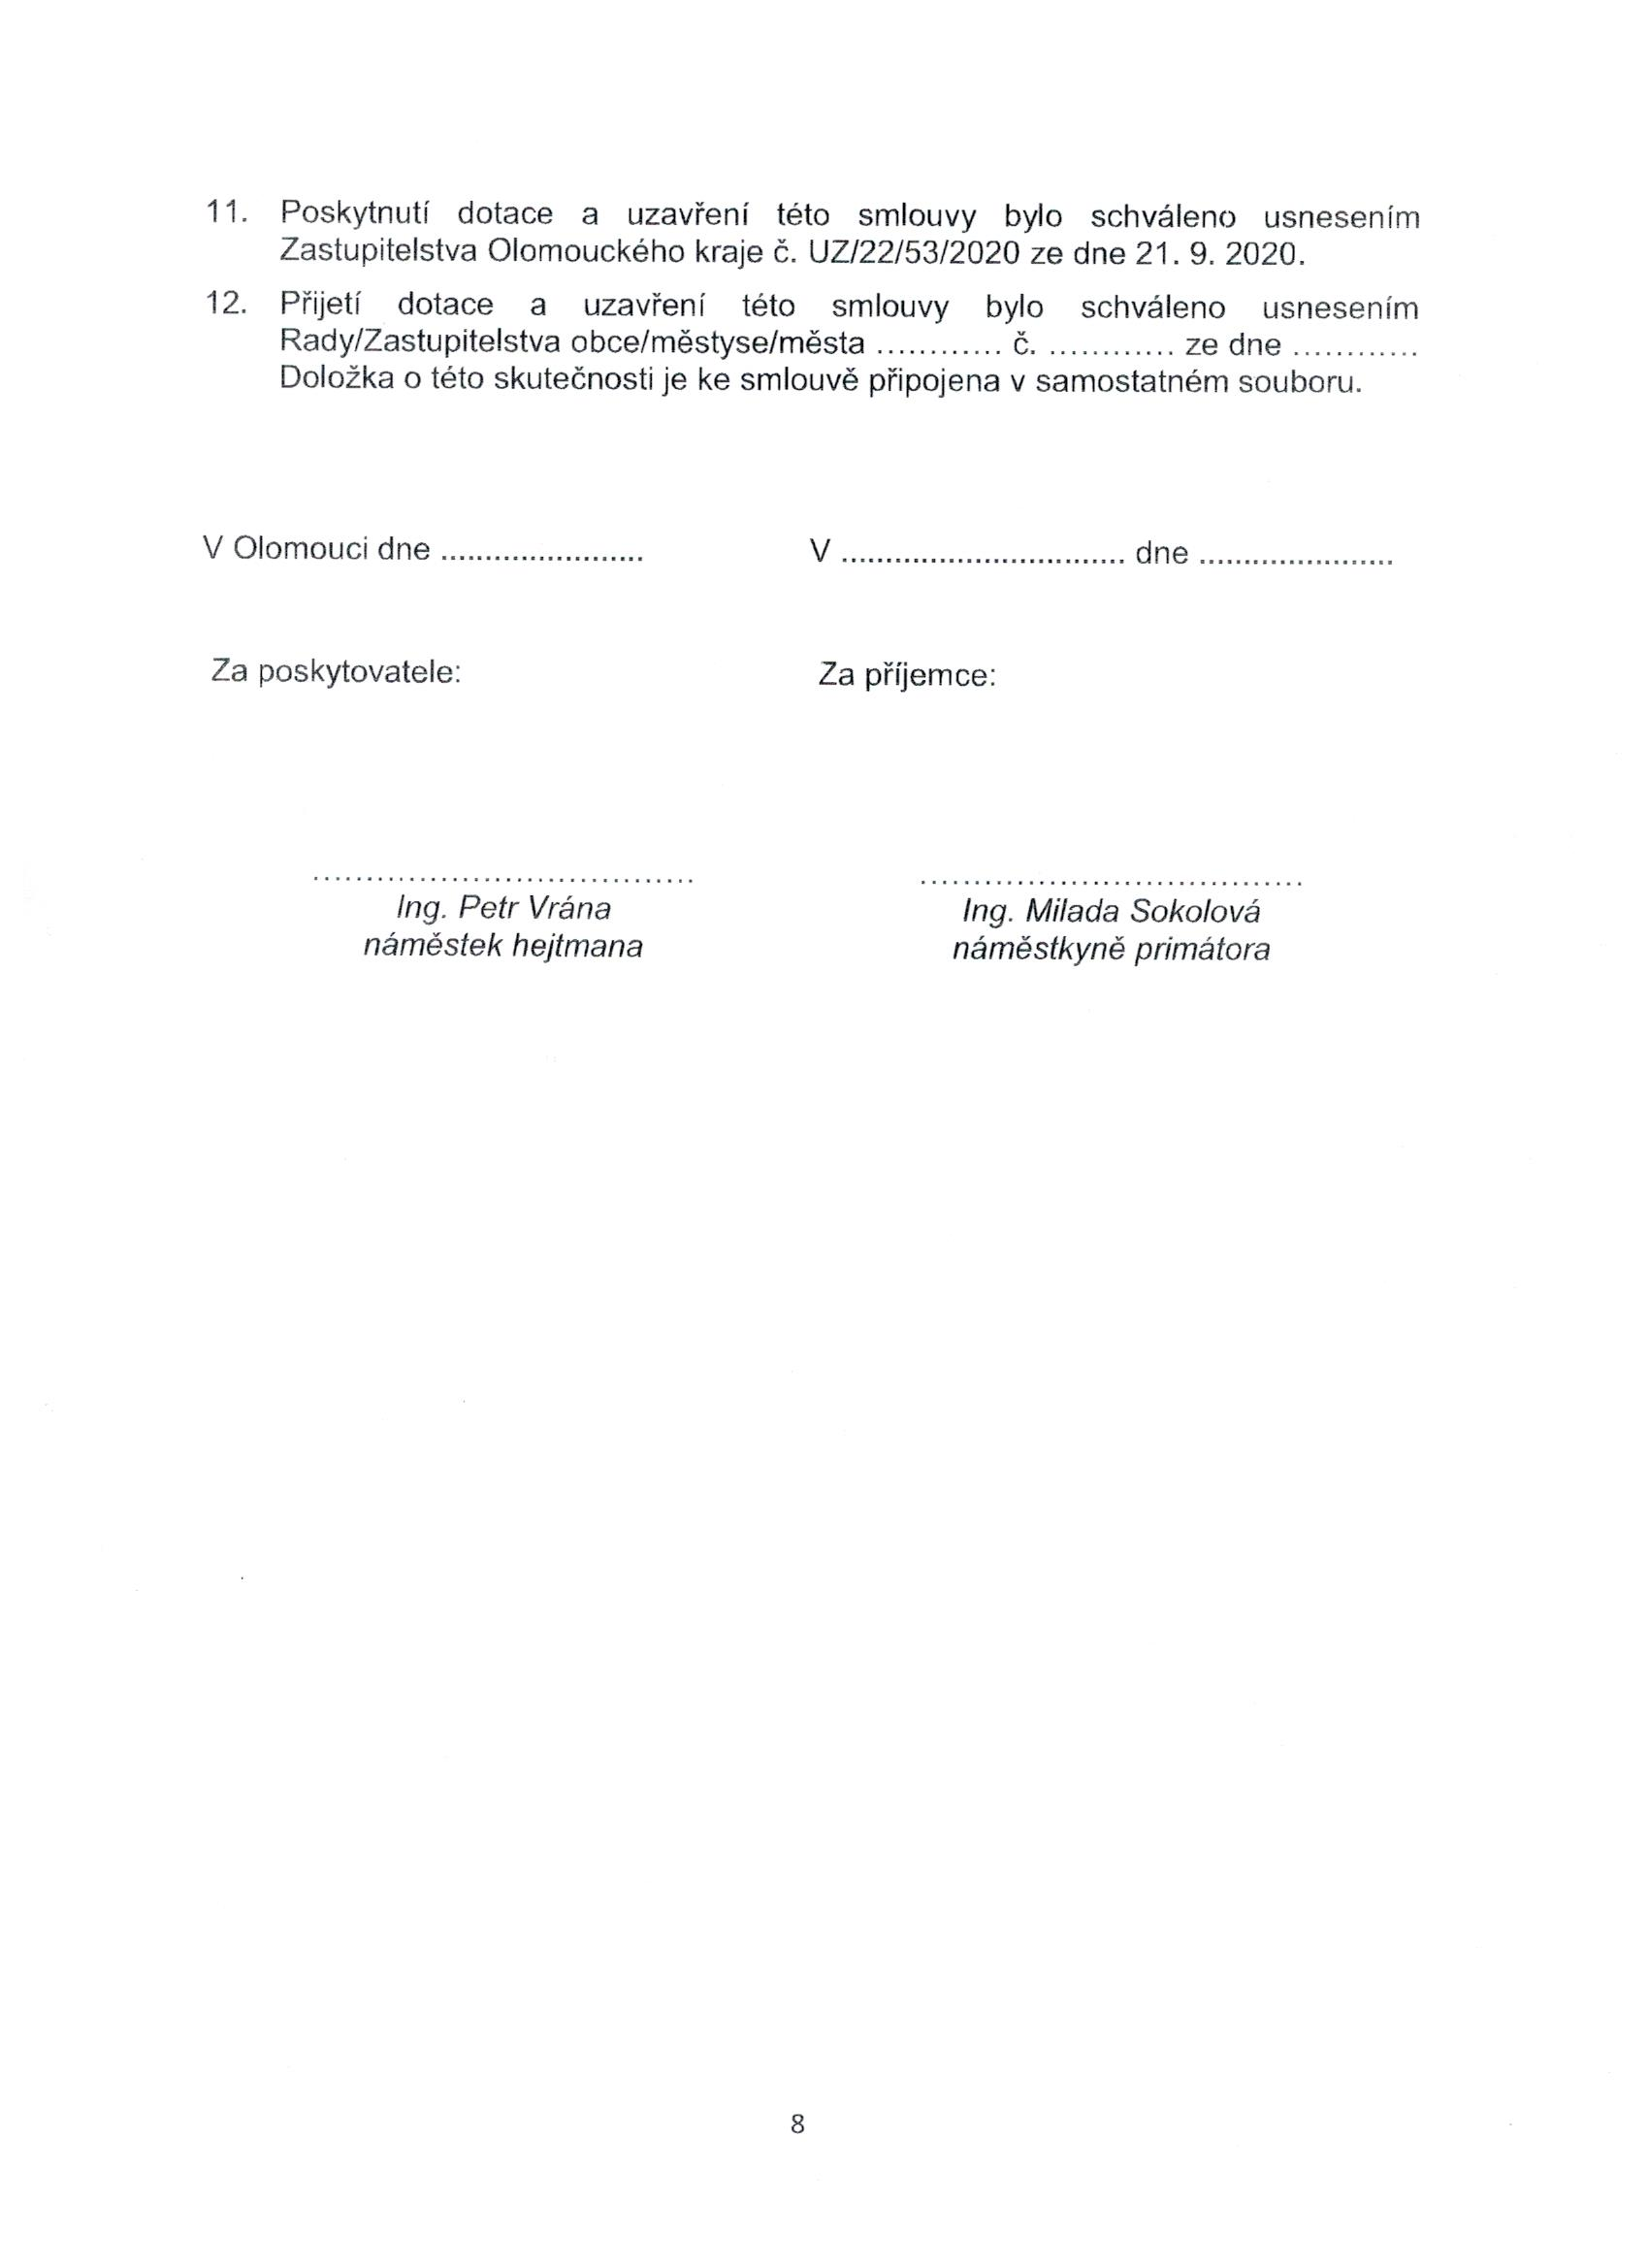 11. Poskytnutí dotace a uzavření této smlouvy bylo schváleno usnesením
Zastupitelstva Olomouckého kraje č. UZ/22/53/2020 ze dne 21. 9. 2020.
12. Přijetí dotace a uzavření této smlouvy bylo schváleno usnesením
Rady/Zastupitelstva obce/městyse/města ............ č. ............ ze dne ............
Doložka o této skutečnosti je ke smlouvě připojena v samostatném souboru.
V Olomouci dne ....................... V ................................ dne ......................
Za poskytovatele: Za příjemce:
.................................... ....................................
Ing. Petr Vrána Ing. Milada Sokolová
náměstek hejtmana náměstkyně primátora
8